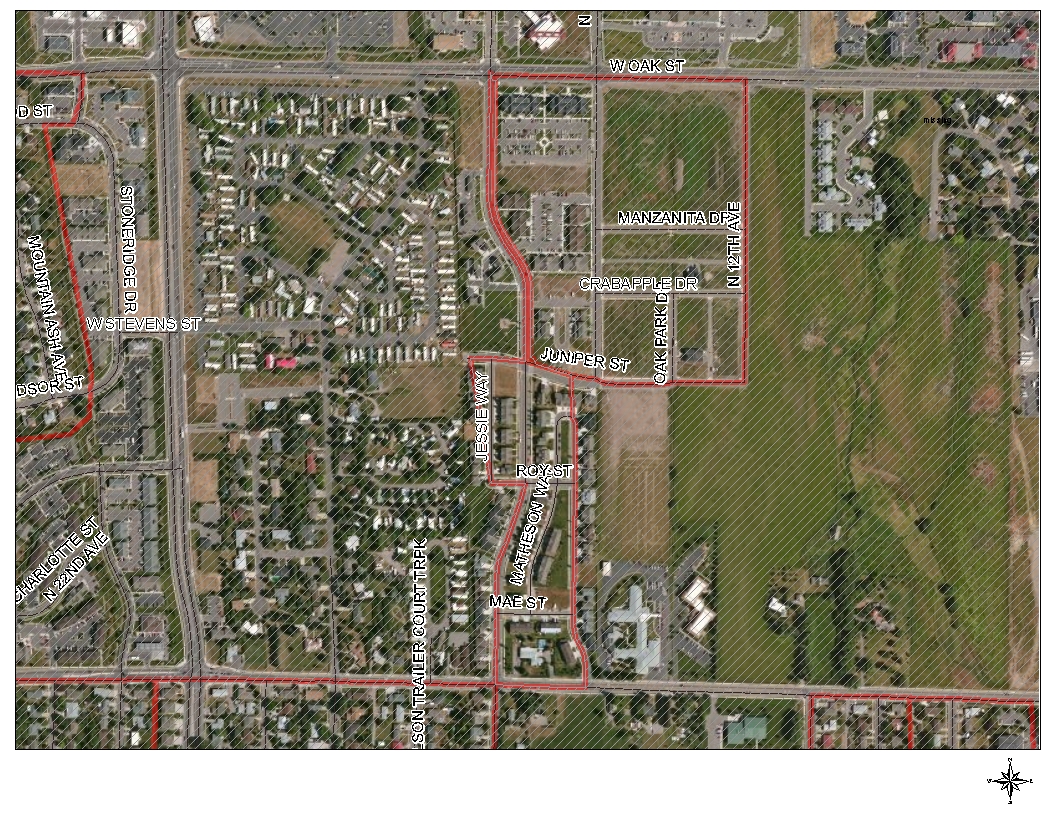 N
W OAK ST
D ST
STONERIDGE DR
MANZANITA DR
N 12TH AVE
MOUNTAIN ASH AVE
CRABAPPLE DR
OAK PARK D
W STEVENS ST
JUNIPER ST
DSOR ST
JESSIE WAY
ROY ST
MATHESON WA
CHARLOTTE ST
N 22ND AVE
MAE ST
SON TRAILER COURT TRPK